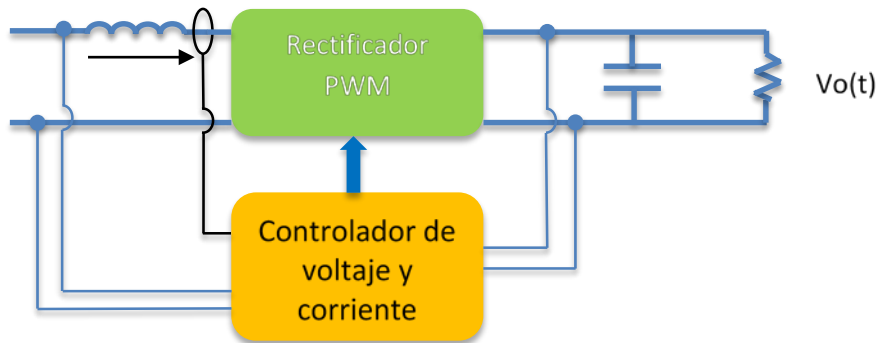 Rectificador
PWM
Vo(t)
Controlador de
voltaje y
corriente